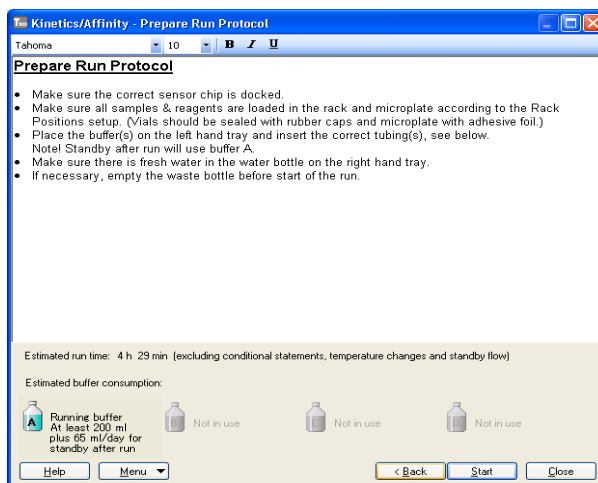 Kinetics/Affinity - Prepare Run Protocol
Tahoma 10 B I U
Prepare Run Protocol
• Make sure the correct sensor chip is docked.
• Make sure all samples & reagents are loaded in the rack and microplate according to the Rack
Positions setup. (Vials should be sealed with rubber caps and microplate with adhesive foil.)
• Place the buffer(s) on the left hand tray and insert the correct tubing(s), see below.
Note! Standby after run will use buffer A.
• Make sure there is fresh water in the water bottle on the right hand tray.
• If necessary, empty the waste bottle before start of the run.
Estimated run time: 4 h 29 min (excluding conditional statements, temperature changes and standby flow)
Estimated buffer consumption:
A
Running buffer
At least 200 ml
plus 65 ml/day for
standby after run
B Not in use
C Not in use
D Not in use
Help Menu < Back Start Close